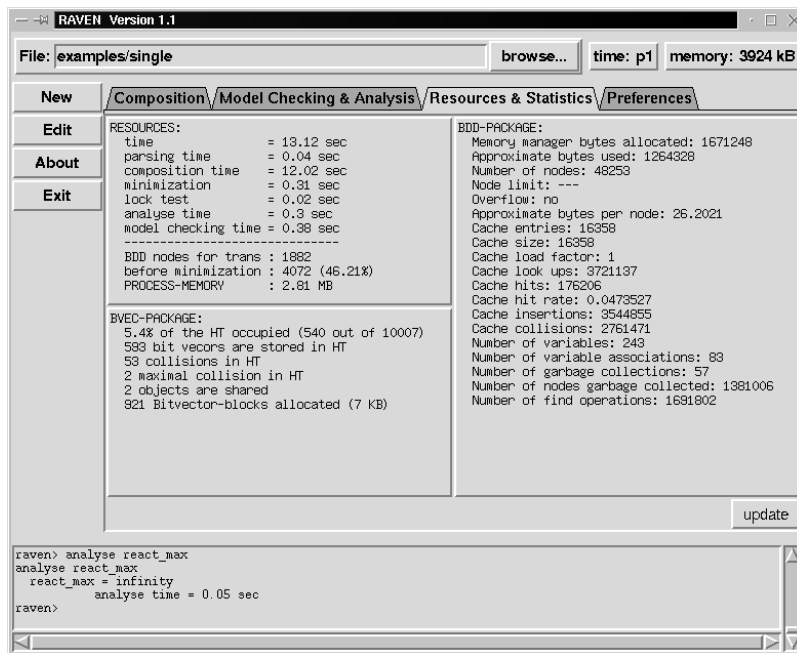 RAVEN Version 1.1
File: examples/single browse... time: p1 memory: 3924 kB
New
Edit
About
Exit
Composition Model Checking & Analysis Resources & Statistics Preferences
RESOURCES:
time = 13.12 sec
parsing time = 0.04 sec
composition time = 12.02 sec
minimization = 0.31 sec
lock test = 0.02 sec
analyse time = 0.3 sec
model checking time = 0.38 sec
-------------------------------
BDD nodes for trans : 1882
before minimization : 4072 (46.21%)
PROCESS-MEMORY : 2.81 MB
BVEC-PACKAGE:
5.4% of the HT occupied (540 out of 10007)
593 bit vecors are stored in HT
53 collisions in HT
2 maximal collision in HT
2 objects are shared
921 Bitvector-blocks allocated (7 KB)
BDD-PACKAGE:
Memory manager bytes allocated: 1671248
Approximate bytes used: 1264328
Number of nodes: 48253
Node limit: ---
Overflow: no
Approximate bytes per node: 26.2021
Cache entries: 16358
Cache size: 16358
Cache load factor: 1
Cache look ups: 3721137
Cache hits: 176206
Cache hit rate: 0.0473527
Cache insertions: 3544855
Cache collisions: 2761471
Number of variables: 243
Number of variable associations: 83
Number of garbage collections: 57
Number of nodes garbage collected: 1381006
Number of find operations: 1691802
update
raven> analyse react_max
analyse react_max
react_max = infinity
analyse time = 0.05 sec
raven>